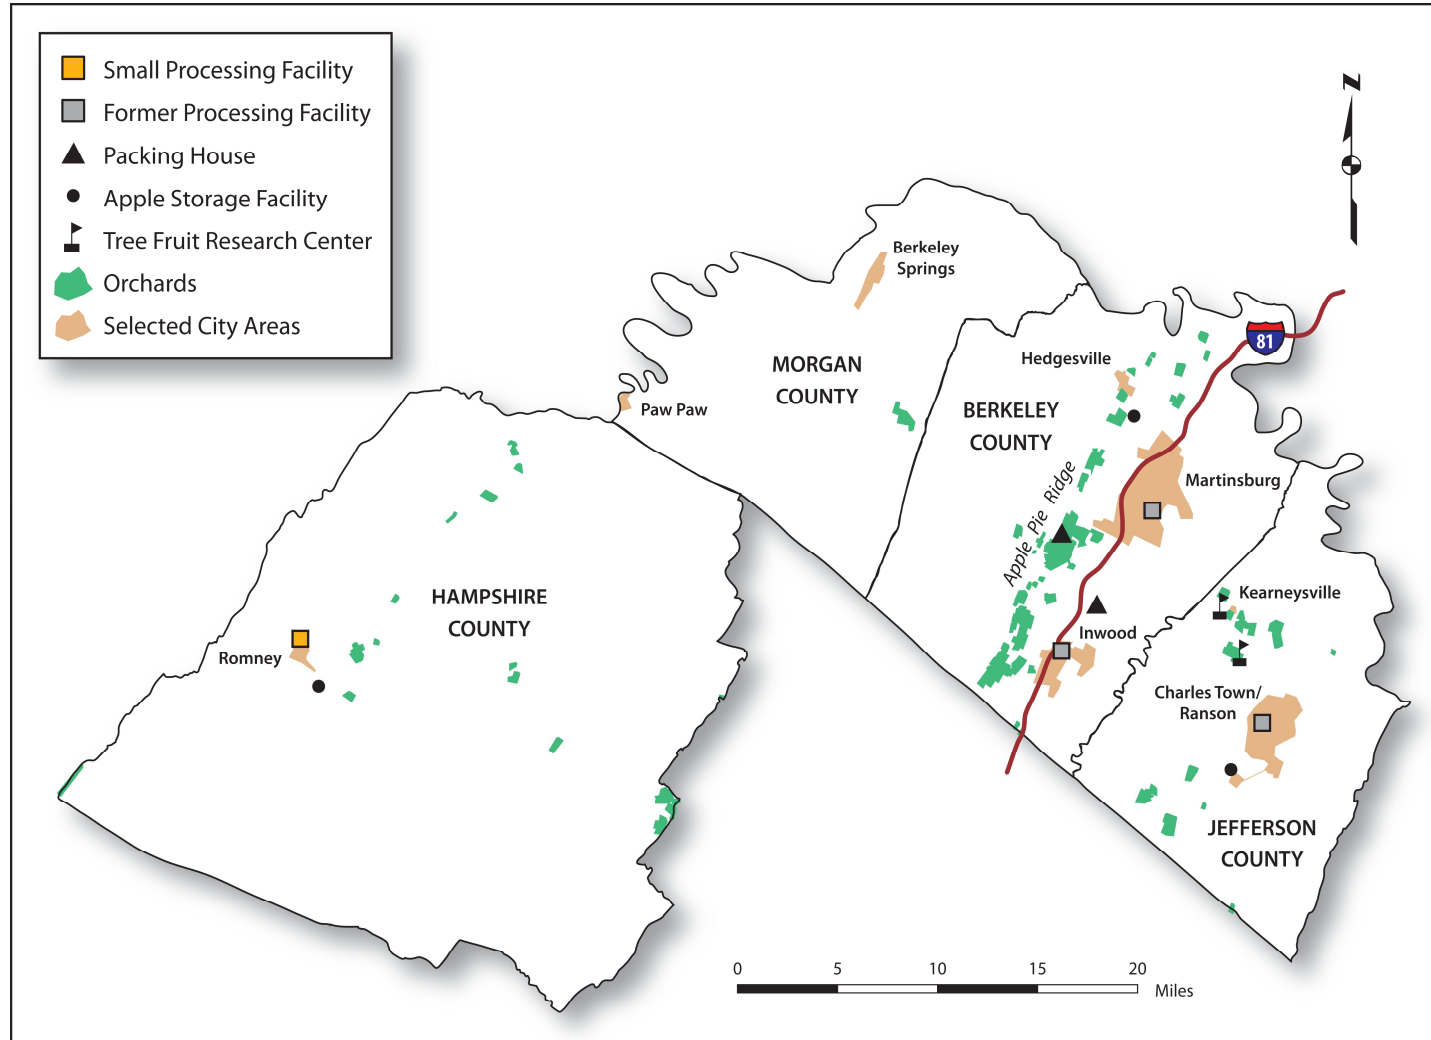 Small Processing Facility
Former Processing Facility
Packing House
Apple Storage Facility
Tree Fruit Research Center
Orchards
Selected City Areas
N
Berkeley
Springs
81
Hedgesville
MORGAN
COUNTY
Paw Paw
BERKELEY
COUNTY
Martinsburg
Apple Pie Ridge
HAMPSHIRE
COUNTY
Kearneysville
Inwood
Romney
Charles Town/
Ranson
JEFFERSON
COUNTY
0 5 10 15 20
Miles